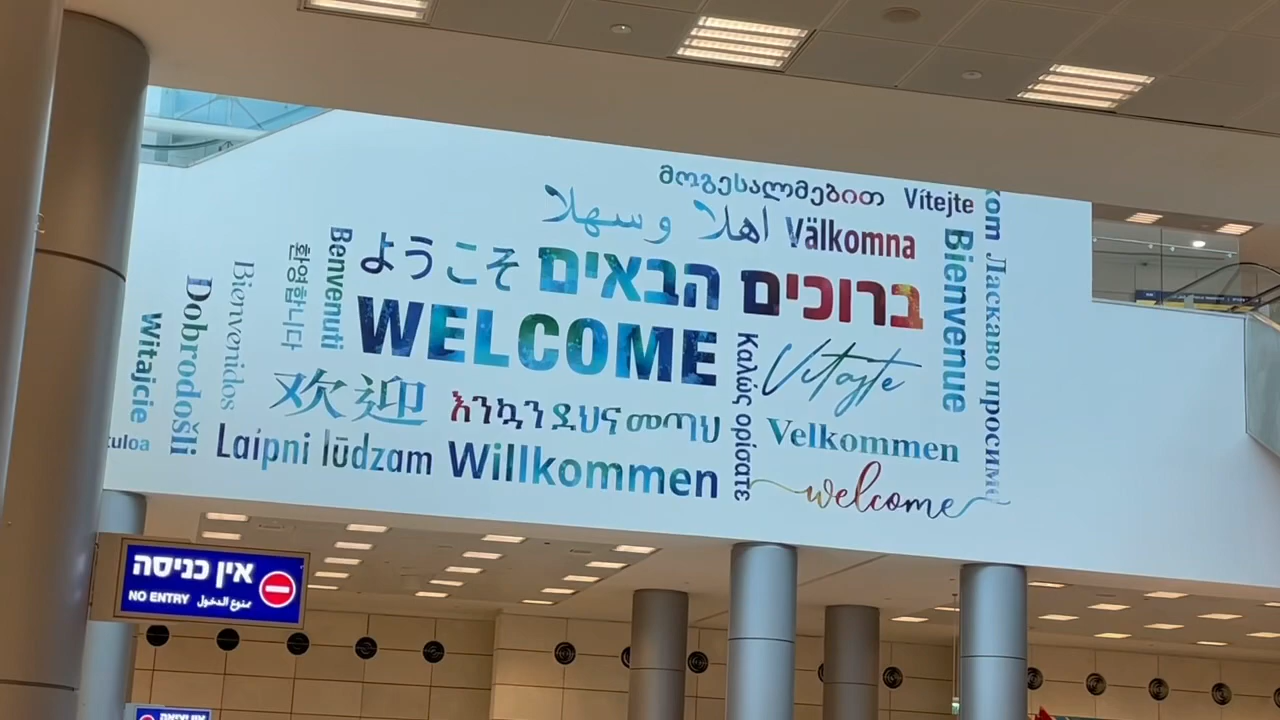 მოგესალმებით
Vítejte
اهلا وسهلا
Välkomna
ようこそ
ברוכים הבאים
WELCOME
Benvenuti
환영합니다
Bienvenidos
Dobrodošli
Witajcie
欢迎
እንኳን ደህና መጣህ
Laipni lūdzam
Willkommen
Καλώς ορίσατε
Vitajte
Velkommen
welcome
Bienvenue
Ласкаво просимо
אין כניסה
NO ENTRY
ممنوع الدخول